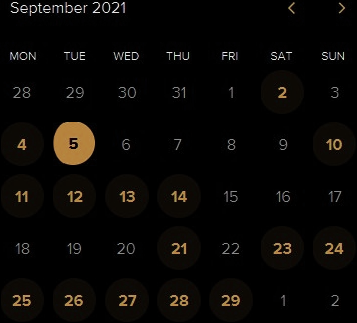 September 2021
MON TUE WED THU FRI SAT SUN
28 29 30 31 1 2 3
4 5 6 7 8 9 10
11 12 13 14 15 16 17
18 19 20 21 22 23 24
25 26 27 28 29 1 2